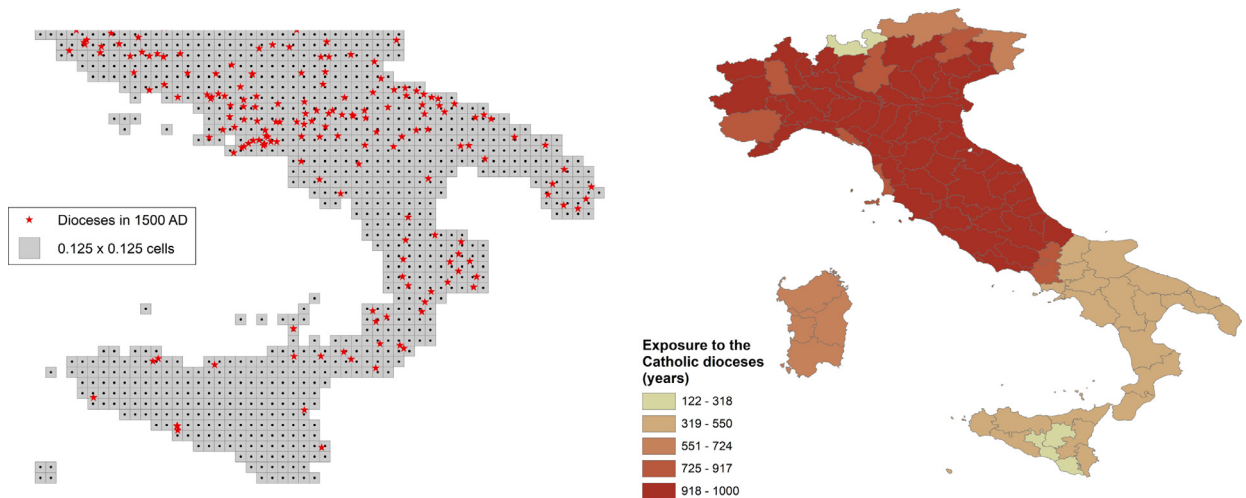 Dioceses in 1500 AD
0.125 x 0.125 cells
Exposure to the
Catholic dioceses
(years)
122 - 318
319 - 550
551 - 724
725 - 917
918 - 1000